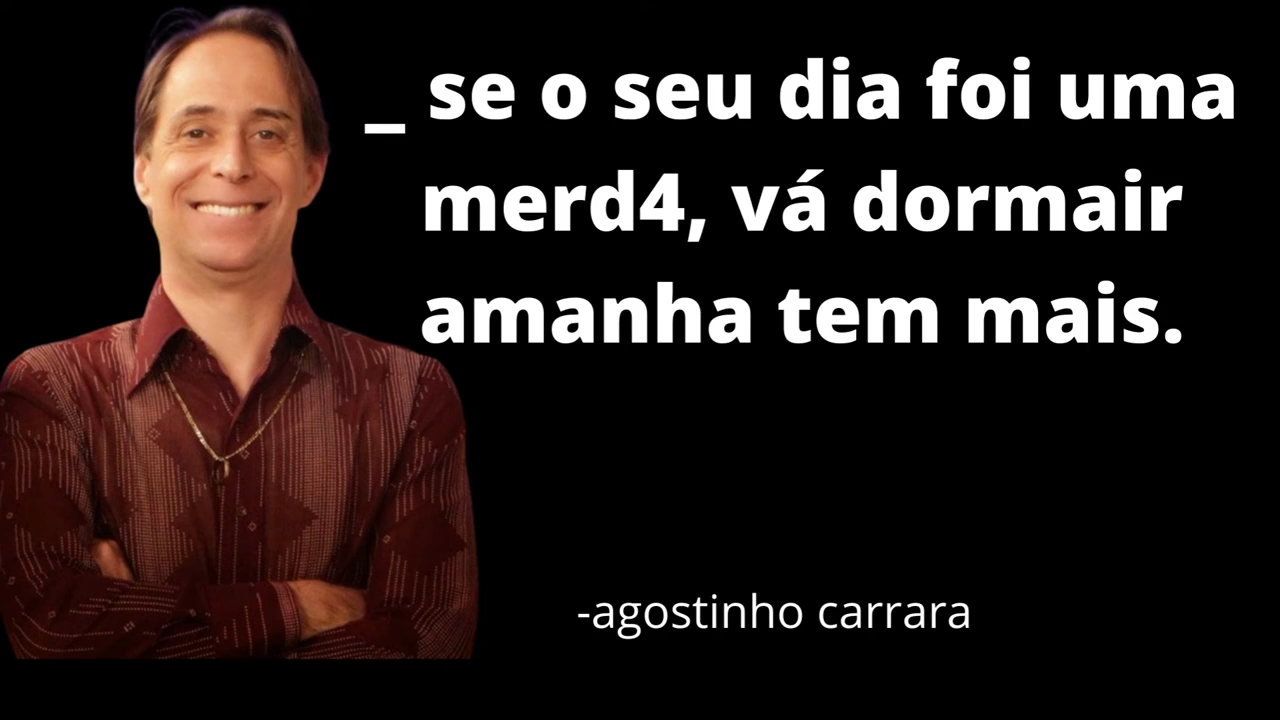 _ se o seu dia foi uma
merd4, vá dormair
amanha tem mais.
-agostinho carrara